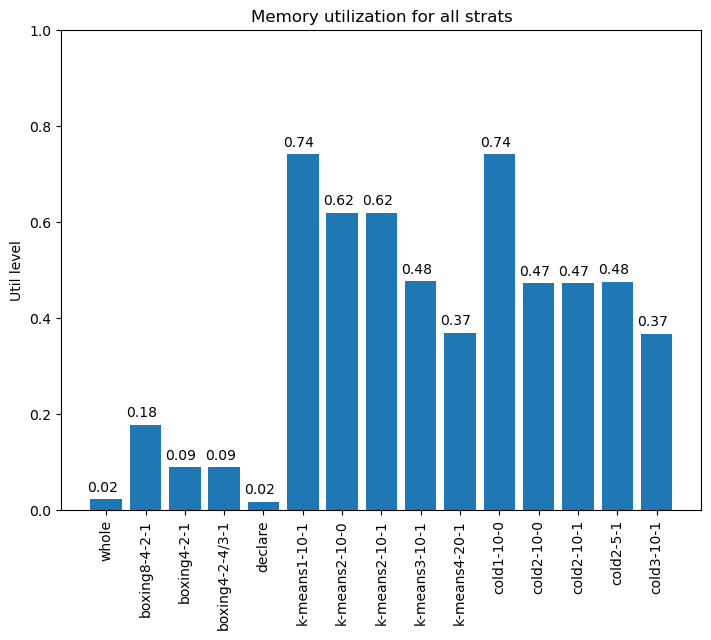 Memory utilization for all strats
Util level
1.0
0.8
0.6
0.4
0.2
0.0
0.02
0.18
0.09
0.09
0.02
0.74
0.62
0.62
0.48
0.37
0.74
0.47
0.47
0.48
0.37
whole
boxing8-4-2-1
boxing4-2-1
boxing4-2-4/3-1
declare
k-means1-10-1
k-means2-10-0
k-means2-10-1
k-means3-10-1
k-means4-20-1
cold1-10-0
cold2-10-0
cold2-10-1
cold2-5-1
cold3-10-1